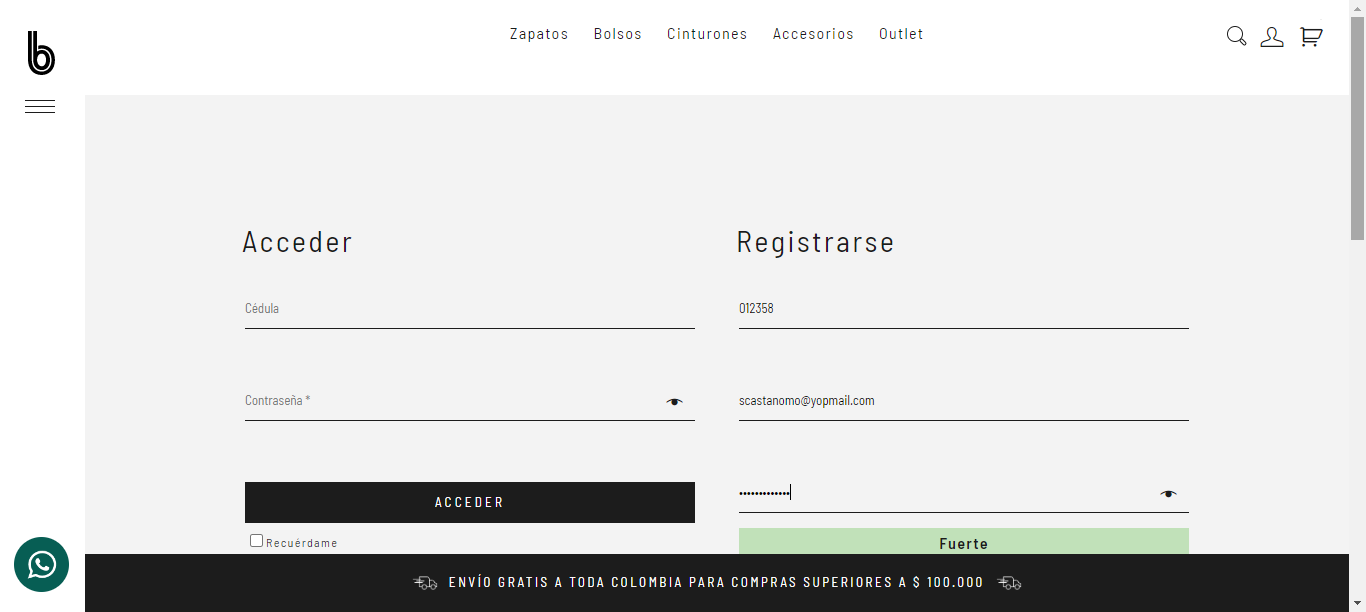 b
Zapatos Bolsos Cinturones Accesorios Outlet
Acceder
Cédula
Contraseña *
ACCEDER
Recuérdame
Registrarse
012358
scastanomo@yopmail.com
•••••••••••••
Fuerte
ENVÍO GRATIS A TODA COLOMBIA PARA COMPRAS SUPERIORES A $ 100.000